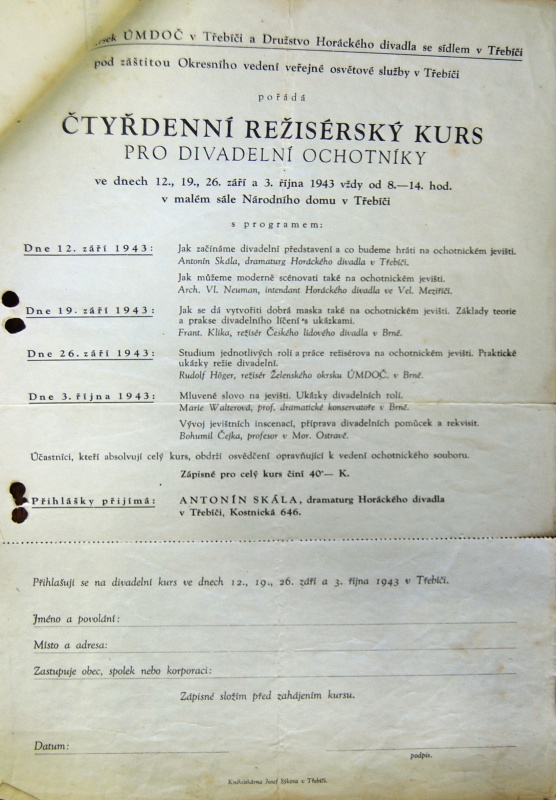 ÚMDOČ v Třebíči a Družstvo Horáckého divadla se sídlem v Třebíči
pod záštitou Okresního vedení veřejné osvětové služby v Třebíči
pořádá
ČTYŘDENNÍ REŽISÉRSKÝ KURS
PRO DIVADELNÍ OCHOTNÍKY
ve dnech 12., 19., 26. září a 3. října 1943 vždy od 8.—14. hod.
v malém sále Národního domu v Třebíči
s programem:
Dne 12. září 1943: Jak začínáme divadelní představení a co budeme hráti na ochotnickém jevišti.
Antonín Skála, dramaturg Horáckého divadla v Třebíči.
Jak můžeme moderně scénovati také na ochotnickém jevišti.
Arch. Vl. Neuman, intendant Horáckého divadla ve Vel. Meziříčí.
Dne 19. září 1943: Jak se dá vytvořiti dobrá maska také na ochotnickém jevišti. Základy teorie
a prakse divadelního líčení s ukázkami.
Frant. Klika, režisér Českého lidového divadla v Brně.
Dne 26. září 1943: Studium jednotlivých rolí a práce režisérova na ochotnickém jevišti. Praktické
ukázky režie divadelní.
Rudolf Höger, režisér Želenského okrsku ÚMDOČ. v Brně.
Dne 3. října 1943: Mluvené slovo na jevišti. Ukázky divadelních rolí.
Marie Walterová, prof. dramatické konservatoře v Brně.
Vývoj jevištních inscenací, příprava divadelních pomůcek a rekvisit.
Bohumil Čejka, profesor v Mor. Ostravě.
Účastníci, kteří absolvují celý kurs, obdrží osvědčení opravňující k vedení ochotnického souboru.
Zápisné pro celý kurs činí 40·— K.
Přihlášky přijímá: ANTONÍN SKÁLA, dramaturg Horáckého divadla
v Třebíči, Kostnická 646.
Přihlašuji se na divadelní kurs ve dnech 12., 19., 26. září a 3. října 1943 v Třebíči.
Jméno a povolání:
Místo a adresa:
Zastupuje obec, spolek nebo korporaci:
Zápisné složím před zahájením kursu.
Datum:
podpis.
Knihtiskárna Josef Sýkora v Třebíči.